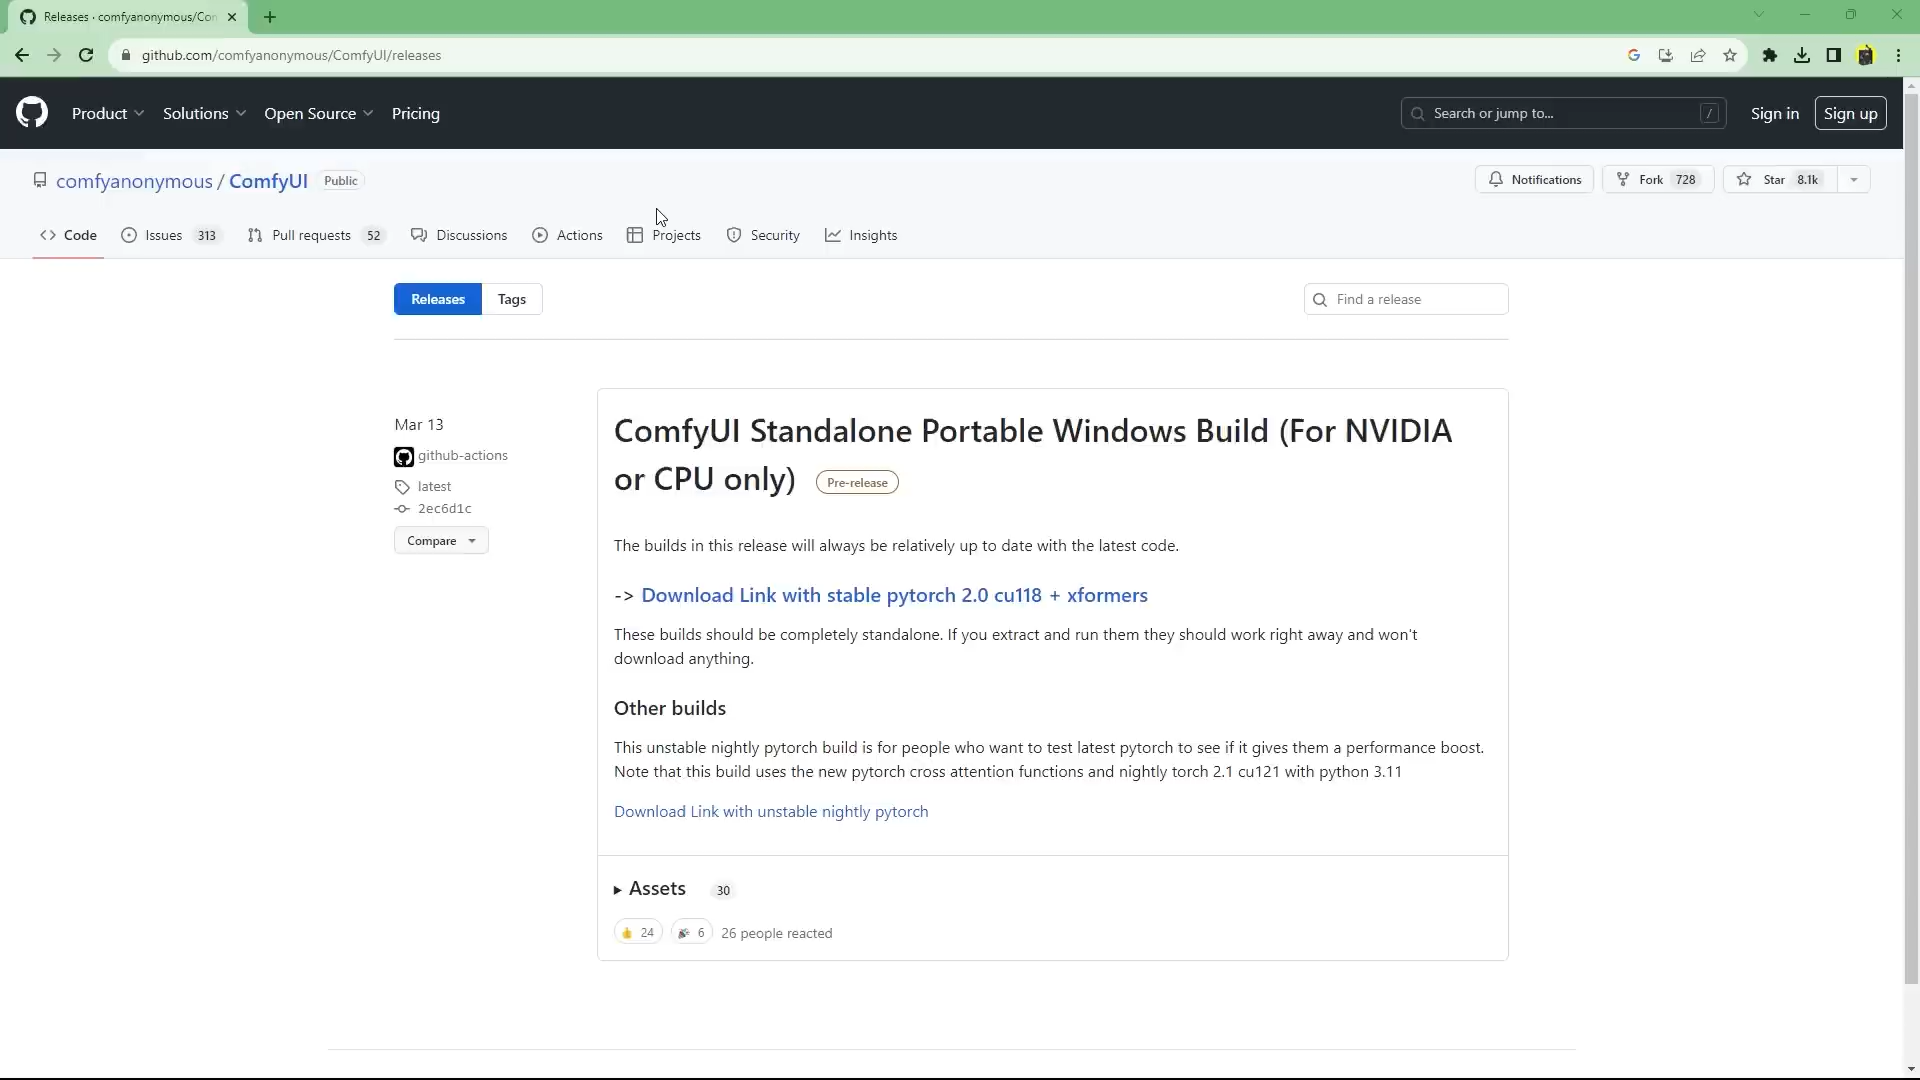 Releases · comfyanonymous/Con
github.com/comfyanonymous/ComfyUI/releases
Product
Solutions
Open Source
Pricing
Search or jump to...
/
Sign in
Sign up
comfyanonymous / ComfyUI
Public
Notifications
Fork 728
Star 8.1k
Code
Issues 313
Pull requests 52
Discussions
Actions
Projects
Security
Insights
Releases
Tags
Find a release
Mar 13
github-actions
latest
2ec6d1c
Compare
ComfyUI Standalone Portable Windows Build (For NVIDIA
or CPU only) Pre-release
The builds in this release will always be relatively up to date with the latest code.
-> Download Link with stable pytorch 2.0 cu118 + xformers
These builds should be completely standalone. If you extract and run them they should work right away and won't
download anything.
Other builds
This unstable nightly pytorch build is for people who want to test latest pytorch to see if it gives them a performance boost.
Note that this build uses the new pytorch cross attention functions and nightly torch 2.1 cu121 with python 3.11
Download Link with unstable nightly pytorch
Assets 30
24
6
26 people reacted